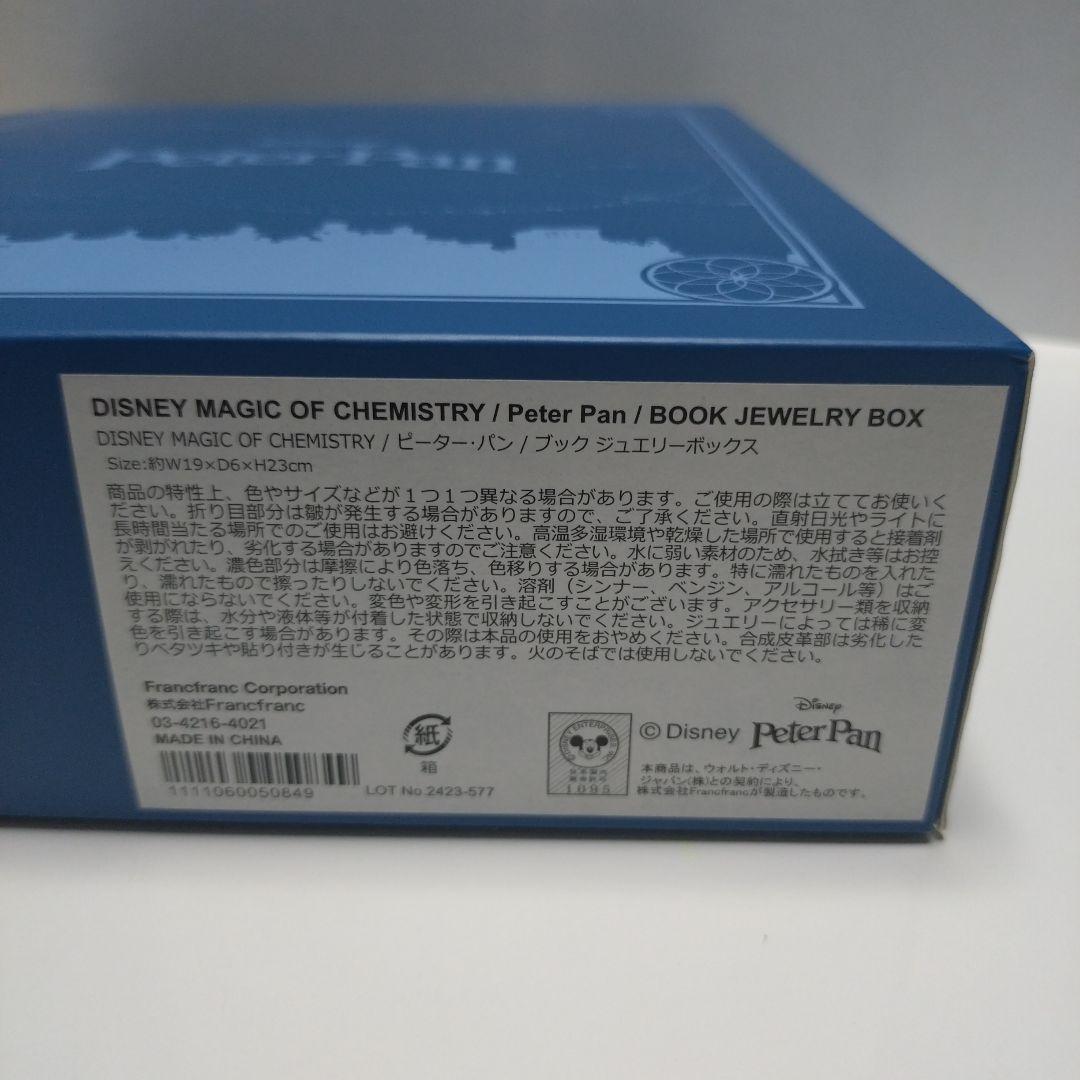 Peter Pan
DISNEY MAGIC OF CHEMISTRY / Peter Pan / BOOK JEWELRY BOX
DISNEY MAGIC OF CHEMISTRY / ピーター・パン / ブック ジュエリーボックス
Size:約W19×D6×H23cm
商品の特性上、色やサイズなどが1つ1つ異なる場合があります。ご使用の際は立ててお使いく
ださい。折り目部分は皺が発生する場合がありますので、ご了承ください。直射日光やライトに
長時間当たる場所でのご使用はお避けください。高温多湿環境や乾燥した場所で使用すると接着剤
が剥がれたり、劣化する場合がありますのでご注意ください。水に弱い素材のため、水拭き等はお控
えください。濃色部分は摩擦により色落ち、色移りする場合があります。特に濡れたものを入れた
り、濡れたもので擦ったりしないでください。溶剤（シンナー、ベンジン、アルコール等）はご
使用にならないでください。変色や変形を引き起こすことがございます。アクセサリー類を収納
する際は、水分や液体等が付着した状態で収納しないでください。ジュエリーによっては稀に変
色を引き起こす場合があります。その際は本品の使用をおやめください。合成皮革部は劣化した
りベタツキや貼り付きが生じることがあります。火のそばでは使用しないでください。
Francfranc Corporation
株式会社Francfranc
03-4216-4021
MADE IN CHINA
1111060050849
紙
箱
LOT No.2423-577
©DISNEY ENTERPRISES INC.
1095
©Disney
Disney
Peter Pan
本商品は、ウォルト・ディズニー・
ジャパン(株)との契約により、
株式会社Francfrancが製造したものです。